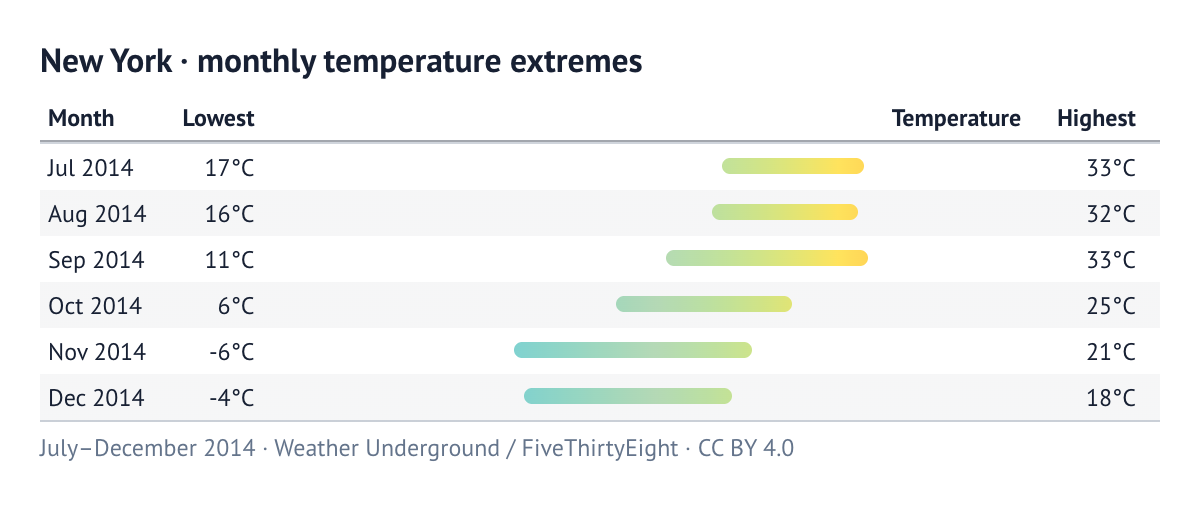 New York · monthly temperature extremes
Month Lowest Temperature Highest
Jul 2014 17°C 33°C
Aug 2014 16°C 32°C
Sep 2014 11°C 33°C
Oct 2014 6°C 25°C
Nov 2014 -6°C 21°C
Dec 2014 -4°C 18°C
July–December 2014 · Weather Underground / FiveThirtyEight · CC BY 4.0